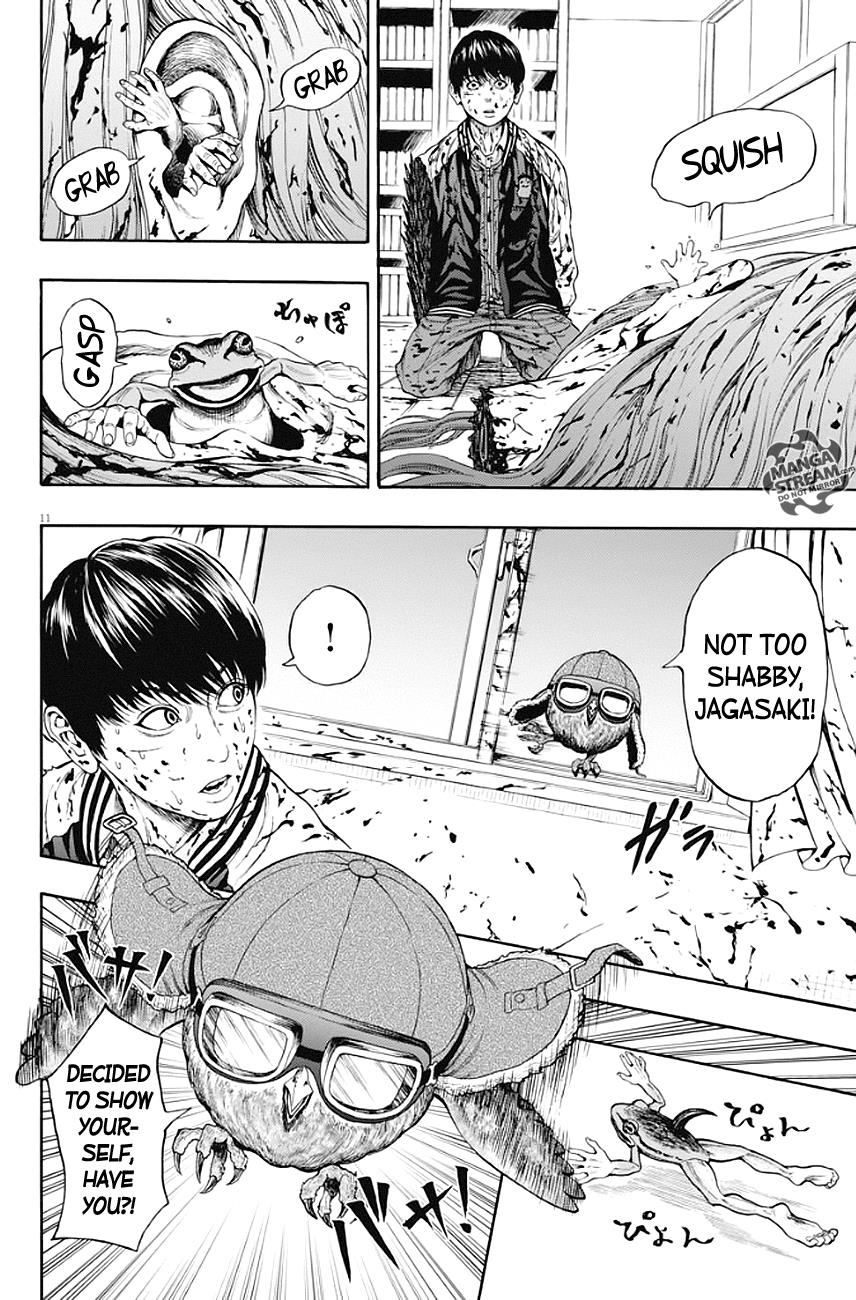 SQUISH
GRAB
GRAB
GASP
むゃぽ
MANGA
STREAM.com
DO NOT MIRROR
11
NOT TOO
SHABBY,
JAGASAKI!
!
ガラ
バサ!
DECIDED
TO SHOW
YOUR-
SELF,
HAVE
YOU?!
バサ!
ぴょん
ぴょん